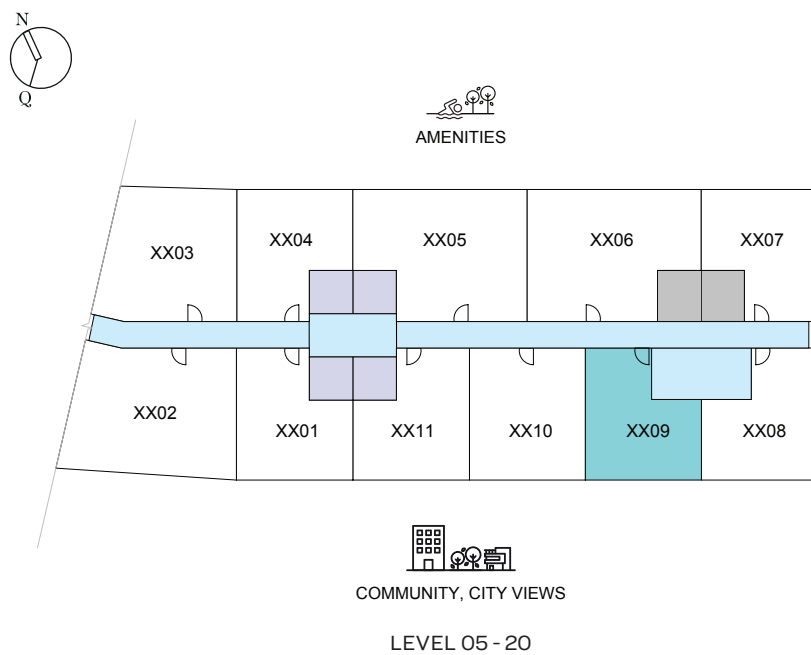 N
Q
AMENITIES
XX03
XX04
XX05
XX06
XX07
XX02
XX01
XX11
XX10
XX09
XX08
COMMUNITY, CITY VIEWS
LEVEL 05 - 20